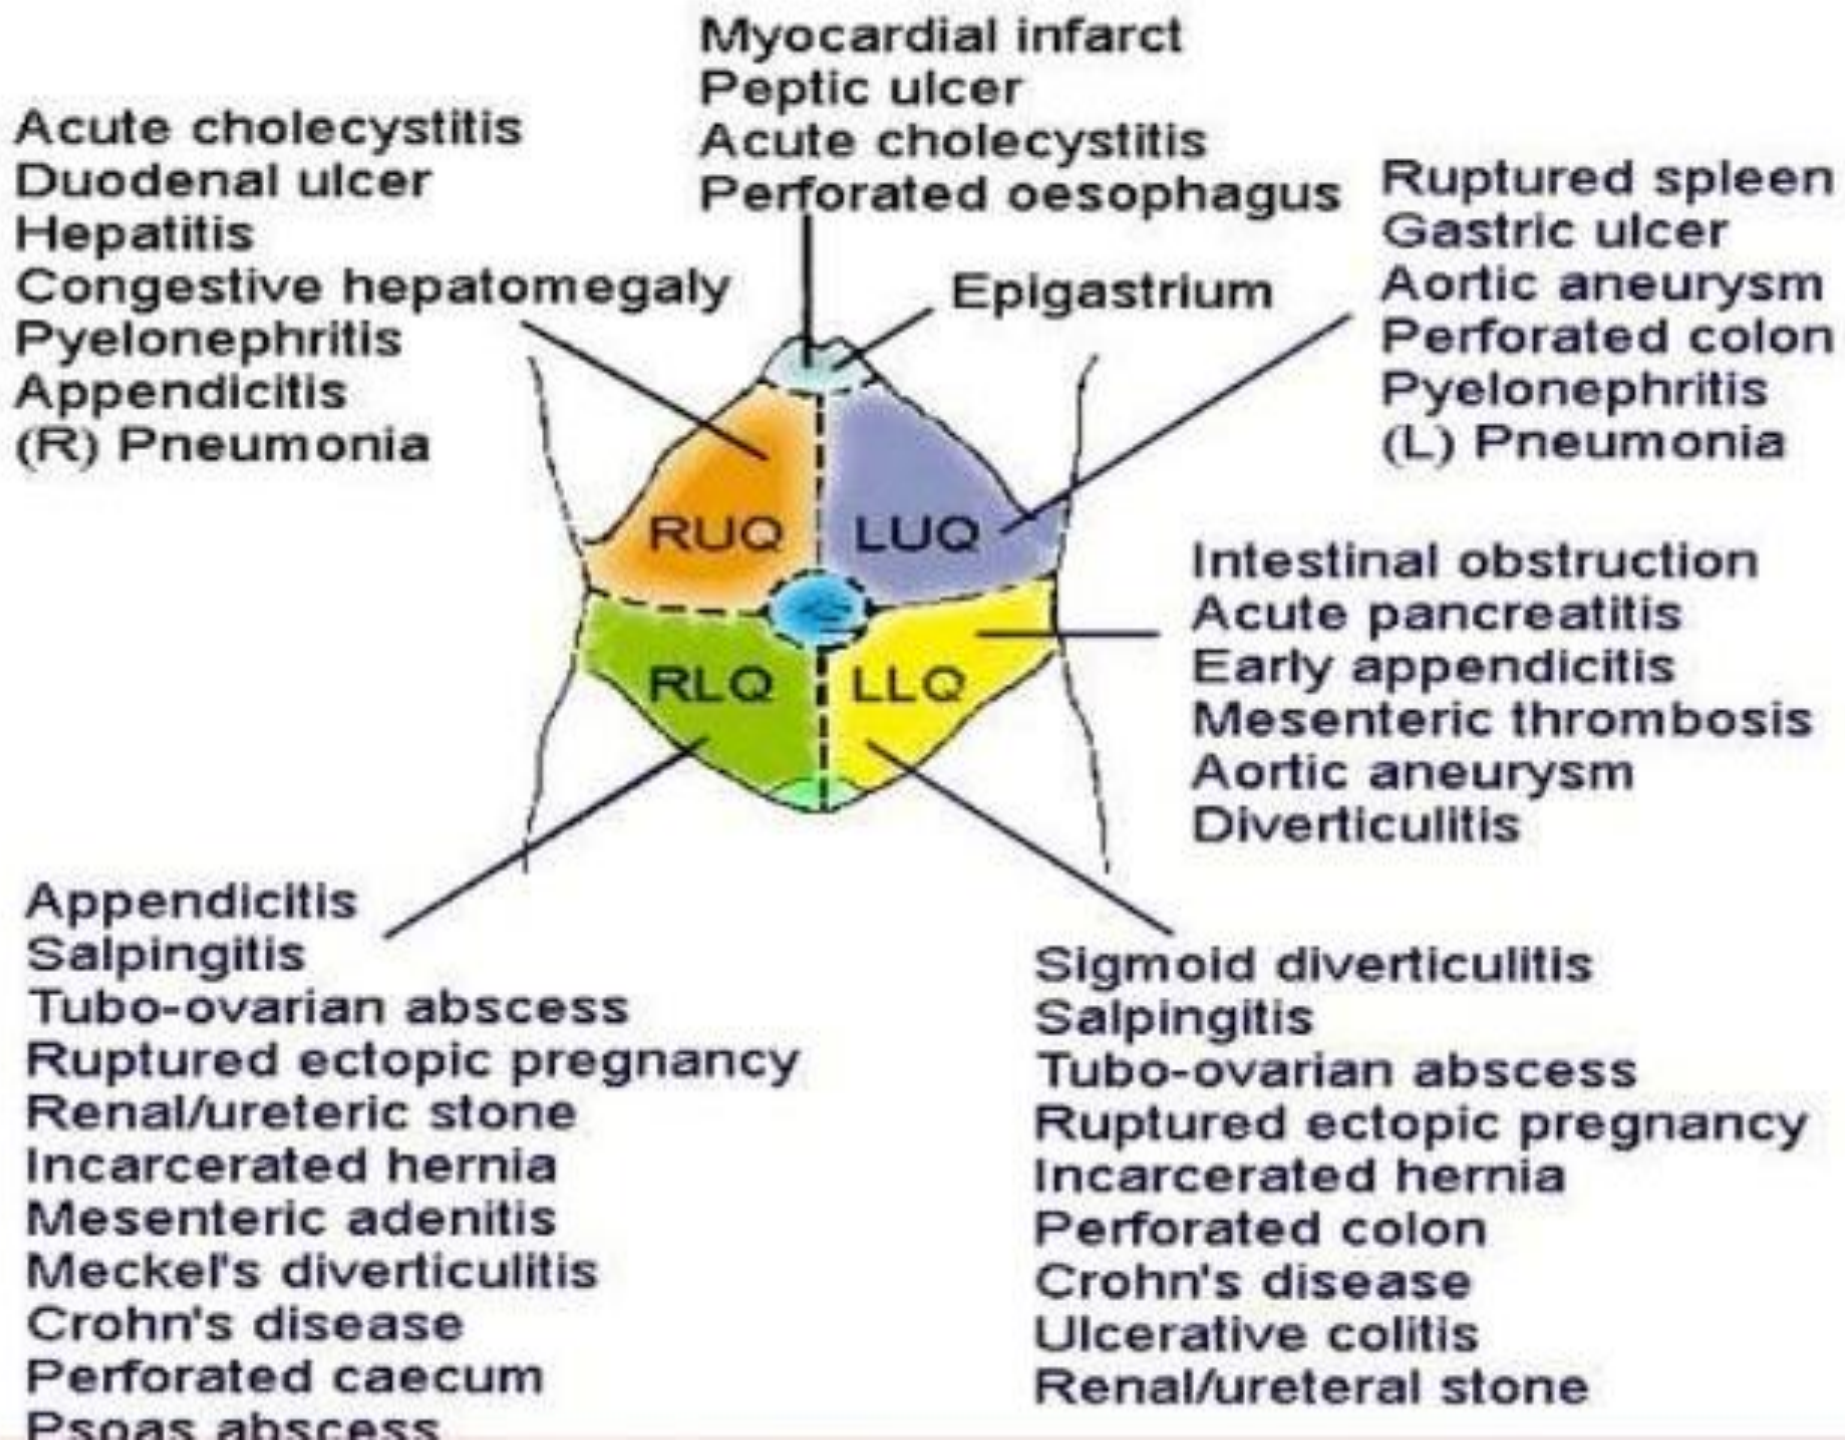 Myocardial infarct
Peptic ulcer
Acute cholecystitis
Perforated oesophagus
Acute cholecystitis
Duodenal ulcer
Hepatitis
Congestive hepatomegaly
Pyelonephritis
Appendicitis
(R) Pneumonia
Epigastrium
Ruptured spleen
Gastric ulcer
Aortic aneurysm
Perforated colon
Pyelonephritis
(L) Pneumonia
RUQ
LUQ
RLQ
LLQ
Intestinal obstruction
Acute pancreatitis
Early appendicitis
Mesenteric thrombosis
Aortic aneurysm
Diverticulitis
Appendicitis
Salpingitis
Tubo-ovarian abscess
Ruptured ectopic pregnancy
Renal/ureteric stone
Incarcerated hernia
Mesenteric adenitis
Meckel's diverticulitis
Crohn's disease
Perforated caecum
Psoas abscess
Sigmoid diverticulitis
Salpingitis
Tubo-ovarian abscess
Ruptured ectopic pregnancy
Incarcerated hernia
Perforated colon
Crohn's disease
Ulcerative colitis
Renal/ureteral stone